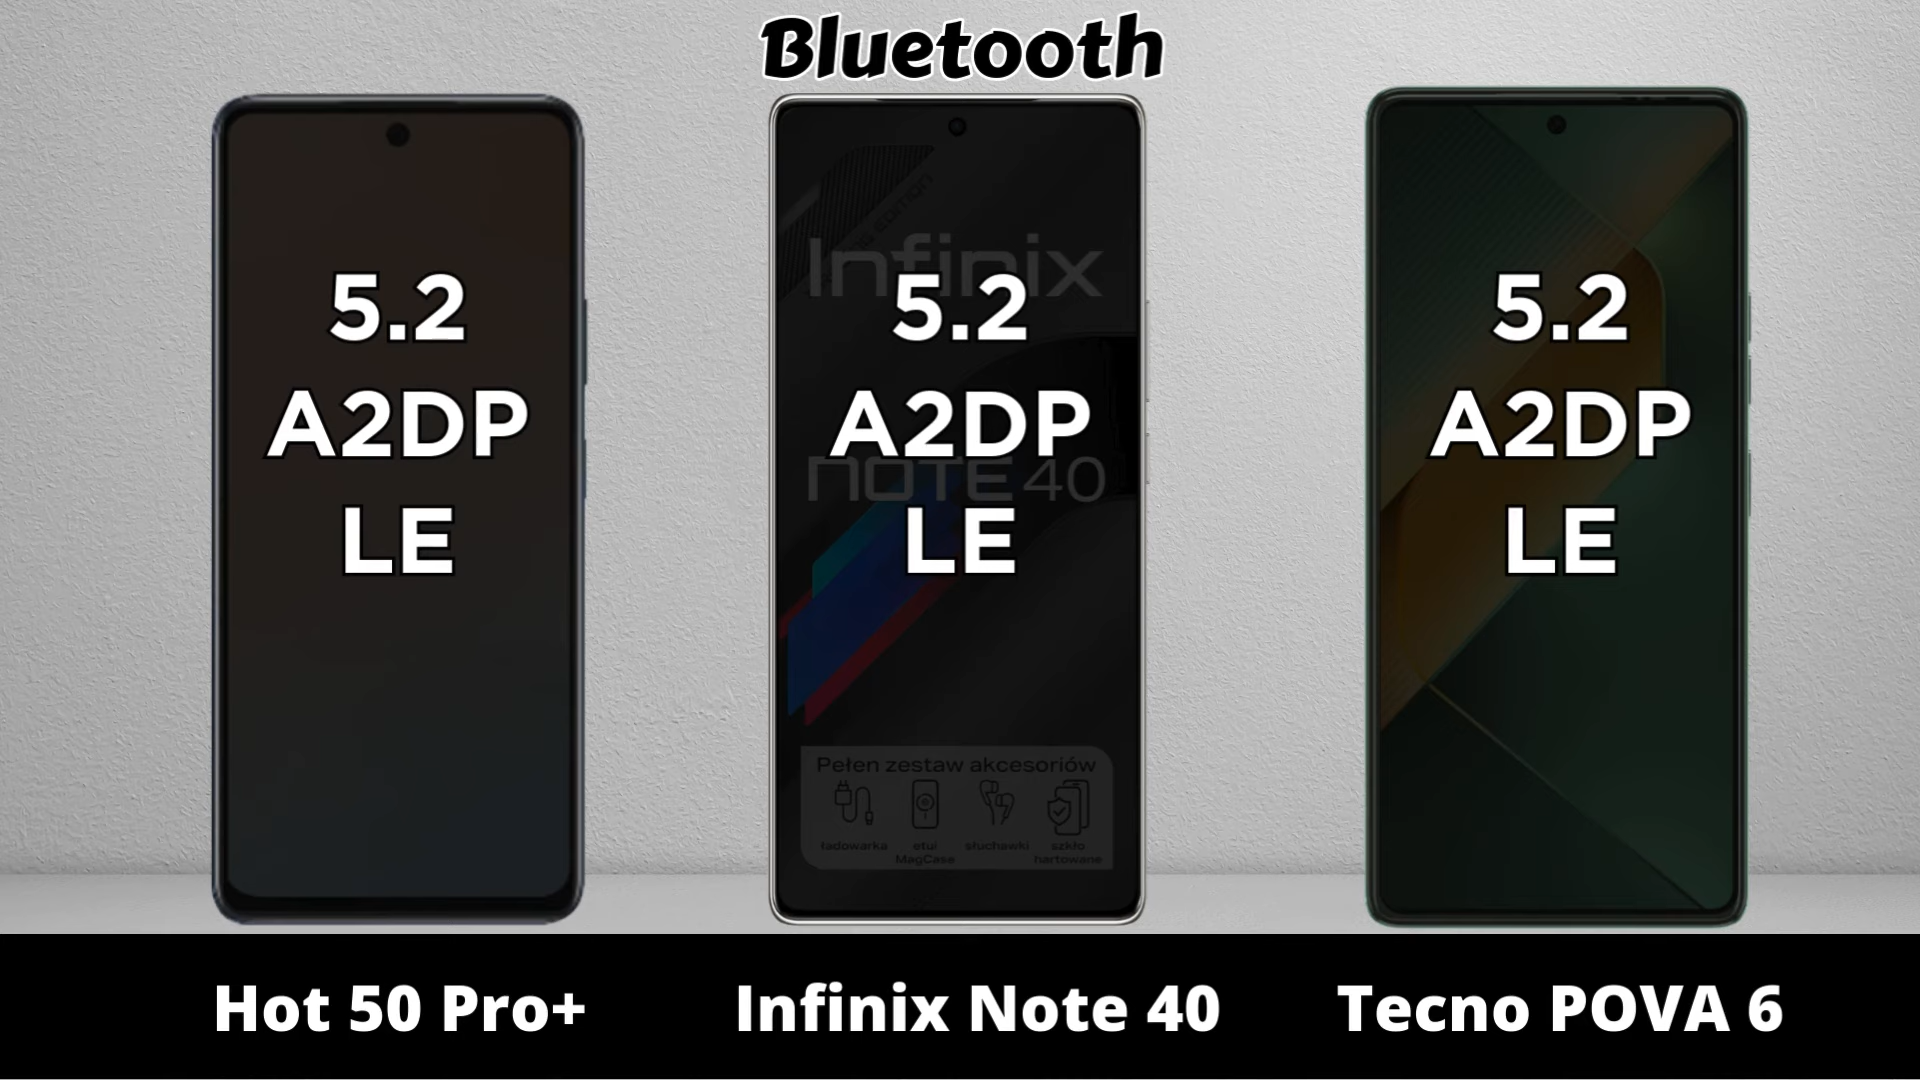 Bluetooth
5.2
A2DP
LE
Infinix
5.2
A2DP
NOTE 40
LE
Pełen zestaw akcesoriów
ładowarka
etui
MagCase
słuchawki
szkło
hartowane
5.2
A2DP
LE
Hot 50 Pro+
Infinix Note 40
Tecno POVA 6